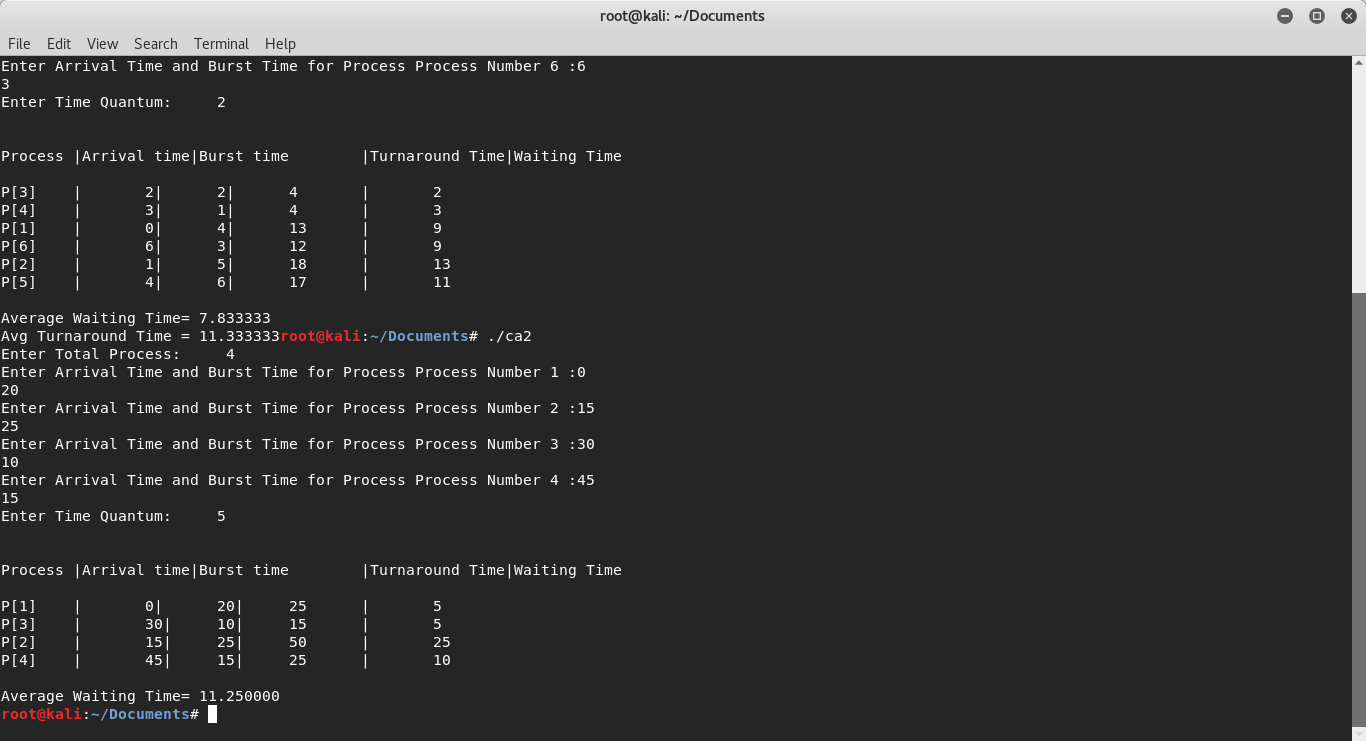 root@kali: ~/Documents
File Edit View Search Terminal Help
Enter Arrival Time and Burst Time for Process Process Number 6 :6
3
Enter Time Quantum: 2
Process |Arrival time|Burst time |Turnaround Time|Waiting Time
P[3] | 2| 2| 4 | 2
P[4] | 3| 1| 4 | 3
P[1] | 0| 4| 13 | 9
P[6] | 6| 3| 12 | 9
P[2] | 1| 5| 18 | 13
P[5] | 4| 6| 17 | 11
Average Waiting Time= 7.833333
Avg Turnaround Time = 11.333333root@kali:~/Documents# ./ca2
Enter Total Process: 4
Enter Arrival Time and Burst Time for Process Process Number 1 :0
20
Enter Arrival Time and Burst Time for Process Process Number 2 :15
25
Enter Arrival Time and Burst Time for Process Process Number 3 :30
10
Enter Arrival Time and Burst Time for Process Process Number 4 :45
15
Enter Time Quantum: 5
Process |Arrival time|Burst time |Turnaround Time|Waiting Time
P[1] | 0| 20| 25 | 5
P[3] | 30| 10| 15 | 5
P[2] | 15| 25| 50 | 25
P[4] | 45| 15| 25 | 10
Average Waiting Time= 11.250000
root@kali:~/Documents#